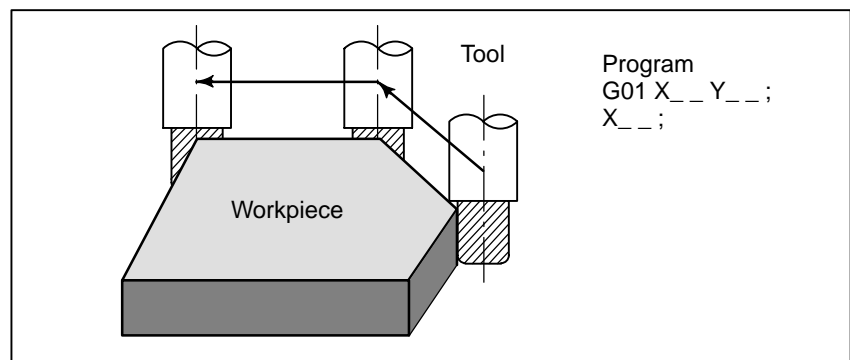 Tool
Program
G01 X_ _ Y_ _ ;
X_ _ ;
Workpiece